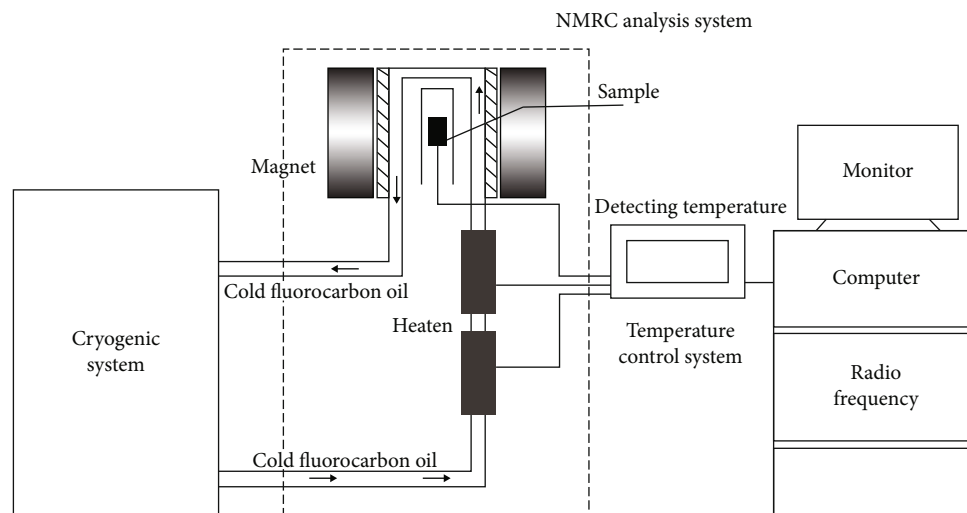 NMRC analysis system
Sample
Magnet
Monitor
Detecting temperature
Cold fluorocarbon oil
Computer
Heaten
Cryogenic
system
Temperature
control system
Radio
frequency
Cold fluorocarbon oil